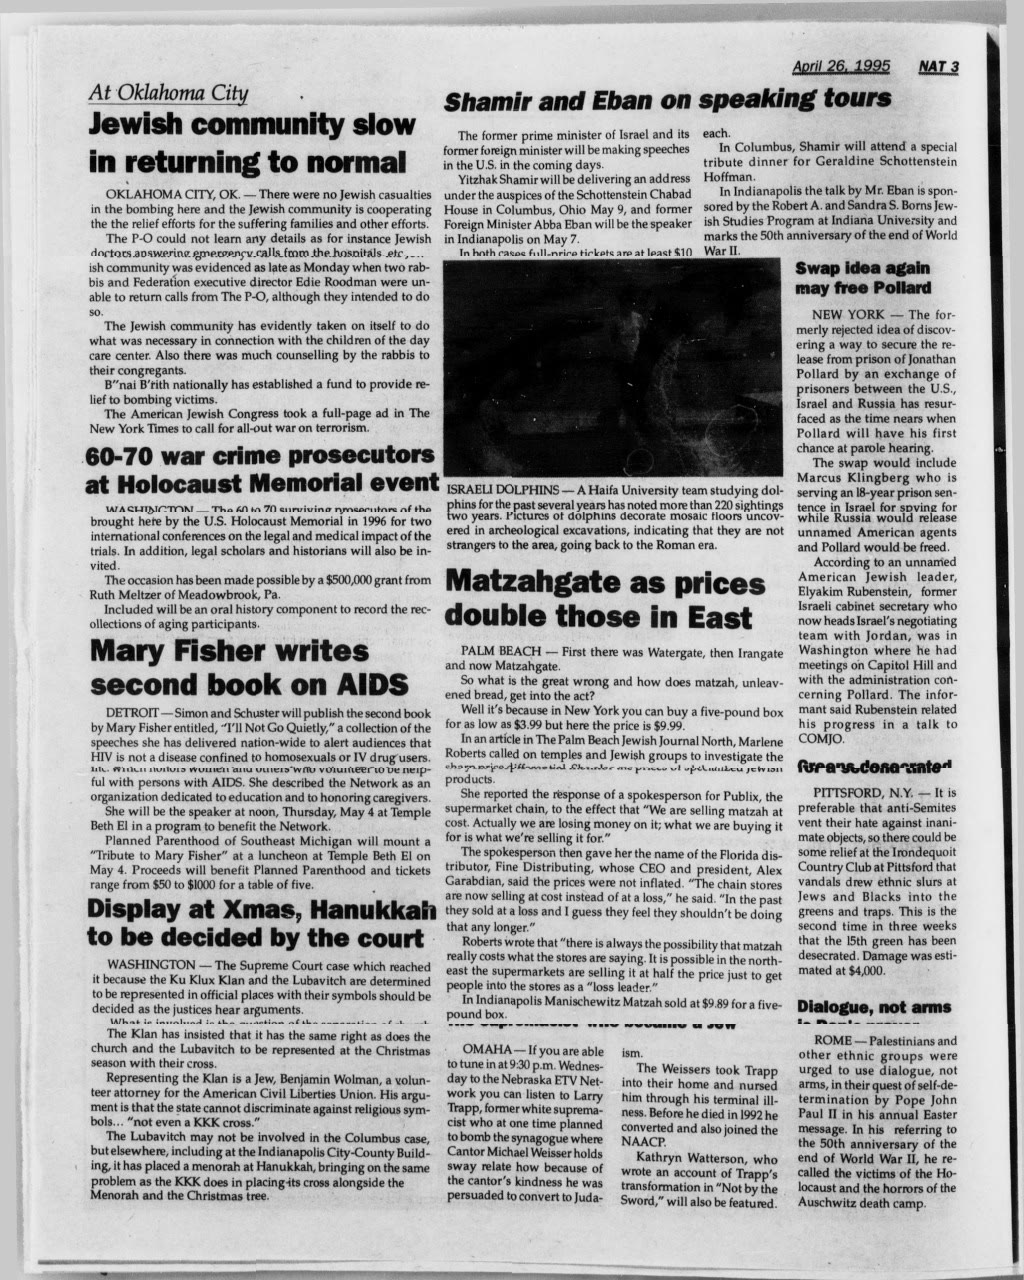 April 26, 1995 NAT 3
At Oklahoma City
Jewish community slow
in returning to normal
OKLAHOMA CITY, OK. — There were no Jewish casualties
in the bombing here and the Jewish community is cooperating
the the relief efforts for the suffering families and other efforts.
The P-O could not learn any details as for instance Jewish
doctors answering emergency calls from the hospitals, etc.,
ish community was evidenced as late as Monday when two rab-
bis and Federation executive director Edie Roodman were un-
able to return calls from The P-O, although they intended to do
so.
The Jewish community has evidently taken on itself to do
what was necessary in connection with the children of the day
care center. Also there was much counselling by the rabbis to
their congregants.
B"nai B'rith nationally has established a fund to provide re-
lief to bombing victims.
The American Jewish Congress took a full-page ad in The
New York Times to call for all-out war on terrorism.
60-70 war crime prosecutors
at Holocaust Memorial event
WASHINGTON — The 60 to 70 surviving prosecutors of the
brought here by the U.S. Holocaust Memorial in 1996 for two
international conferences on the legal and medical impact of the
trials. In addition, legal scholars and historians will also be in-
vited.
The occasion has been made possible by a $500,000 grant from
Ruth Meltzer of Meadowbrook, Pa.
Included will be an oral history component to record the rec-
ollections of aging participants.
Mary Fisher writes
second book on AIDS
DETROIT — Simon and Schuster will publish the second book
by Mary Fisher entitled, "I'll Not Go Quietly," a collection of the
speeches she has delivered nation-wide to alert audiences that
HIV is not a disease confined to homosexuals or IV drug users.
Inc. which honors women and others who volunteer to be help-
ful with persons with AIDS. She described the Network as an
organization dedicated to education and to honoring caregivers.
She will be the speaker at noon, Thursday, May 4 at Temple
Beth El in a program to benefit the Network.
Planned Parenthood of Southeast Michigan will mount a
"Tribute to Mary Fisher" at a luncheon at Temple Beth El on
May 4. Proceeds will benefit Planned Parenthood and tickets
range from $50 to $1000 for a table of five.
Display at Xmas, Hanukkah
to be decided by the court
WASHINGTON — The Supreme Court case which reached
it because the Ku Klux Klan and the Lubavitch are determined
to be represented in official places with their symbols should be
decided as the justices hear arguments.
What is involved is the question of the separation of
The Klan has insisted that it has the same right as does the
church and the Lubavitch to be represented at the Christmas
season with their cross.
Representing the Klan is a Jew, Benjamin Wolman, a volun-
teer attorney for the American Civil Liberties Union. His argu-
ment is that the state cannot discriminate against religious sym-
bols... "not even a KKK cross."
The Lubavitch may not be involved in the Columbus case,
but elsewhere, including at the Indianapolis City-County Build-
ing, it has placed a menorah at Hanukkah, bringing on the same
problem as the KKK does in placing its cross alongside the
Menorah and the Christmas tree.
Shamir and Eban on speaking tours
The former prime minister of Israel and its
former foreign minister will be making speeches
in the U.S. in the coming days.
Yitzhak Shamir will be delivering an address
under the auspices of the Schottenstein Chabad
House in Columbus, Ohio May 9, and former
Foreign Minister Abba Eban will be the speaker
in Indianapolis on May 7.
In both cases full-price tickets are at least $10
each.
In Columbus, Shamir will attend a special
tribute dinner for Geraldine Schottenstein
Hoffman.
In Indianapolis the talk by Mr. Eban is spon-
sored by the Robert A. and Sandra S. Borns Jew-
ish Studies Program at Indiana University and
marks the 50th anniversary of the end of World
War II.
ISRAELI DOLPHINS — A Haifa University team studying dol-
phins for the past several years has noted more than 220 sightings
two years. Pictures of dolphins decorate mosaic floors uncov-
ered in archeological excavations, indicating that they are not
strangers to the area, going back to the Roman era.
Matzahgate as prices
double those in East
PALM BEACH — First there was Watergate, then Irangate
and now Matzahgate.
So what is the great wrong and how does matzah, unleav-
ened bread, get into the act?
Well it's because in New York you can buy a five-pound box
for as low as $3.99 but here the price is $9.99.
In an article in The Palm Beach Jewish Journal North, Marlene
Roberts called on temples and Jewish groups to investigate the
products.
She reported the response of a spokesperson for Publix, the
supermarket chain, to the effect that "We are selling matzah at
cost. Actually we are losing money on it; what we are buying it
for is what we're selling it for."
The spokesperson then gave her the name of the Florida dis-
tributor, Fine Distributing, whose CEO and president, Alex
Garabdian, said the prices were not inflated. "The chain stores
are now selling at cost instead of at a loss," he said. "In the past
they sold at a loss and I guess they feel they shouldn't be doing
that any longer."
Roberts wrote that "there is always the possibility that matzah
really costs what the stores are saying. It is possible in the north-
east the supermarkets are selling it at half the price just to get
people into the stores as a "loss leader."
In Indianapolis Manischewitz Matzah sold at $9.89 for a five-
pound box.
supremacist who became a Jew
OMAHA — If you are able
to tune in at 9:30 p.m. Wednes-
day to the Nebraska ETV Net-
work you can listen to Larry
Trapp, former white suprema-
cist who at one time planned
to bomb the synagogue where
Cantor Michael Weisser holds
sway relate how because of
the cantor's kindness he was
persuaded to convert to Juda-
ism.
The Weissers took Trapp
into their home and nursed
him through his terminal ill-
ness. Before he died in 1992 he
converted and also joined the
NAACP.
Kathryn Watterson, who
wrote an account of Trapp's
transformation in "Not by the
Sword," will also be featured.
Swap idea again
may free Pollard
NEW YORK — The for-
merly rejected idea of discov-
ering a way to secure the re-
lease from prison of Jonathan
Pollard by an exchange of
prisoners between the U.S.,
Israel and Russia has resur-
faced as the time nears when
Pollard will have his first
chance at parole hearing.
The swap would include
Marcus Klingberg who is
serving an 18-year prison sen-
tence in Israel for spying for
while Russia would release
unnamed American agents
and Pollard would be freed.
According to an unnamed
American Jewish leader,
Elyakim Rubenstein, former
Israeli cabinet secretary who
now heads Israel's negotiating
team with Jordan, was in
Washington where he had
meetings on Capitol Hill and
with the administration con-
cerning Pollard. The infor-
mant said Rubenstein related
his progress in a talk to
COMJO.
PITTSFORD, N.Y. — It is
preferable that anti-Semites
vent their hate against inani-
mate objects, so there could be
some relief at the Irondequoit
Country Club at Pittsford that
vandals drew ethnic slurs at
Jews and Blacks into the
greens and traps. This is the
second time in three weeks
that the 15th green has been
desecrated. Damage was esti-
mated at $4,000.
Dialogue, not arms
ROME — Palestinians and
other ethnic groups were
urged to use dialogue, not
arms, in their quest of self-de-
termination by Pope John
Paul II in his annual Easter
message. In his referring to
the 50th anniversary of the
end of World War II, he re-
called the victims of the Ho-
locaust and the horrors of the
Auschwitz death camp.